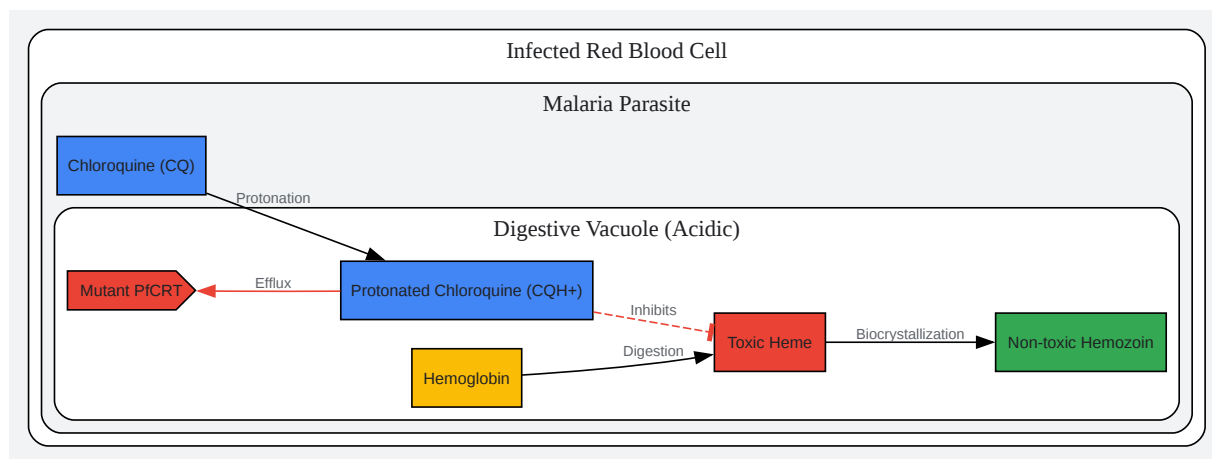 Infected Red Blood Cell
Malaria Parasite
Chloroquine (CQ)
Protonation
Digestive Vacuole (Acidic)
Mutant PfCRT
Efflux
Protonated Chloroquine (CQH+)
Inhibits
Toxic Heme
Biocrystallization
Non-toxic Hemozoin
Digestion
Hemoglobin